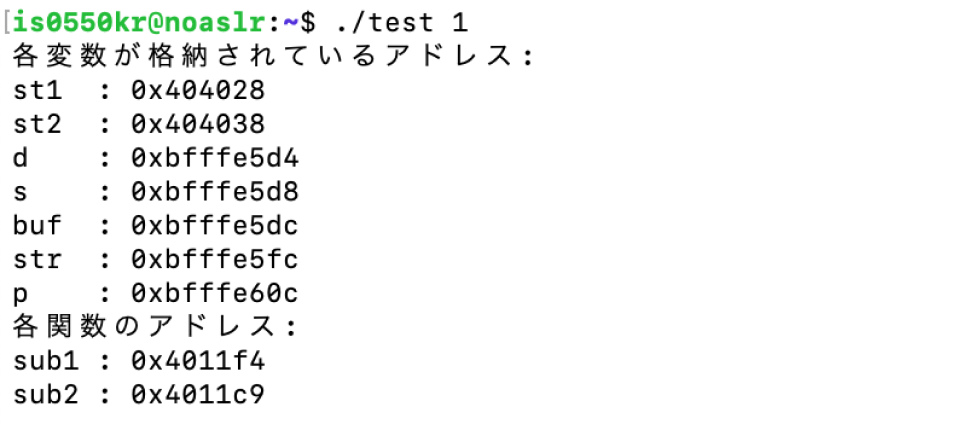 [is0550kr@noaslr:~$ ./test 1
各変数が格納されているアドレス:
st1  : 0x404028
st2  : 0x404038
d    : 0xbfffe5d4
s    : 0xbfffe5d8
buf  : 0xbfffe5dc
str  : 0xbfffe5fc
p    : 0xbfffe60c
各関数のアドレス:
sub1 : 0x4011f4
sub2 : 0x4011c9